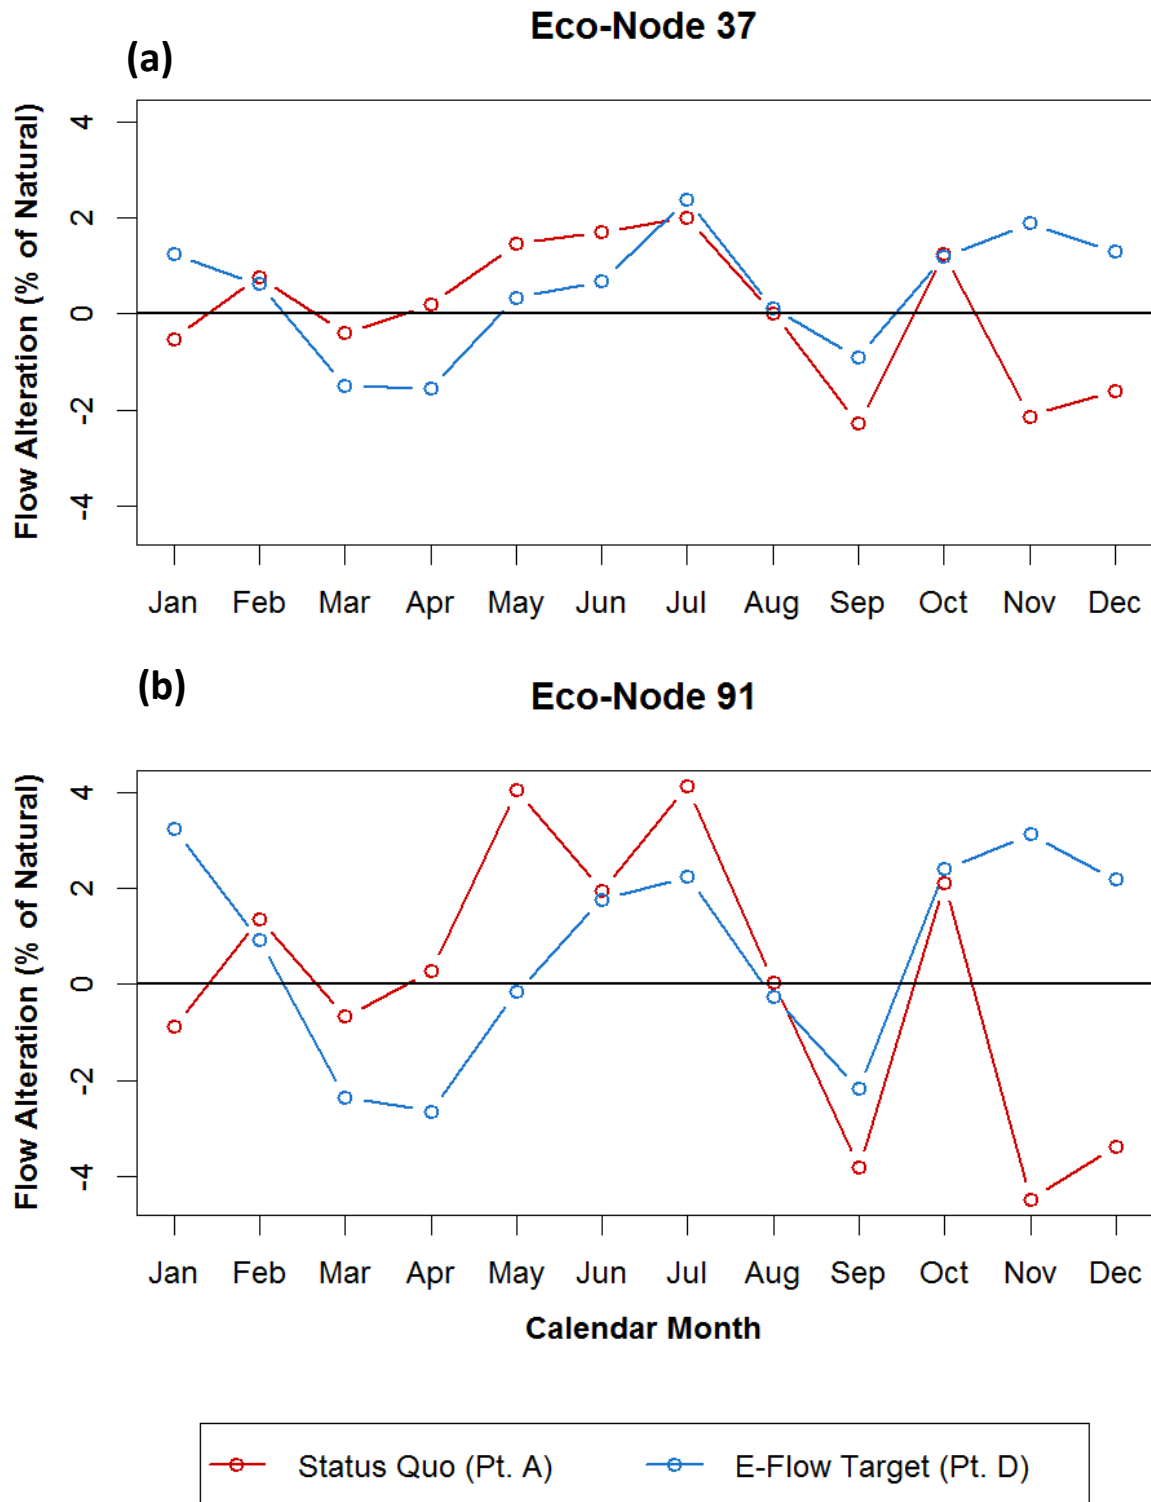 Eco-Node 37
(a)
Flow Alteration (% of Natural)
4
2
0
-2
-4
Jan Feb Mar Apr May Jun Jul Aug Sep Oct Nov Dec
(b)
Eco-Node 91
Flow Alteration (% of Natural)
4
2
0
-2
-4
Jan Feb Mar Apr May Jun Jul Aug Sep Oct Nov Dec
Calendar Month
Status Quo (Pt. A) E-Flow Target (Pt. D)